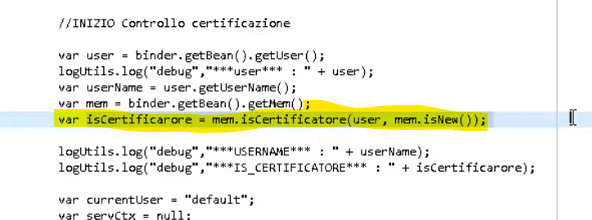 //INIZIO Controllo certificazione
var user = binder.getBean().getUser();
logUtils.log("debug","***user*** : " + user);
var userName = user.getUserName();
var mem = binder.getBean().getMem();
var isCertificarore = mem.isCertificatore(user, mem.isNew());
logUtils.log("debug","***USERNAME*** : " + userName);
logUtils.log("debug","***IS_CERTIFICATORE*** : " + isCertificarore);
var currentUser = "default";
var servCtx = null;